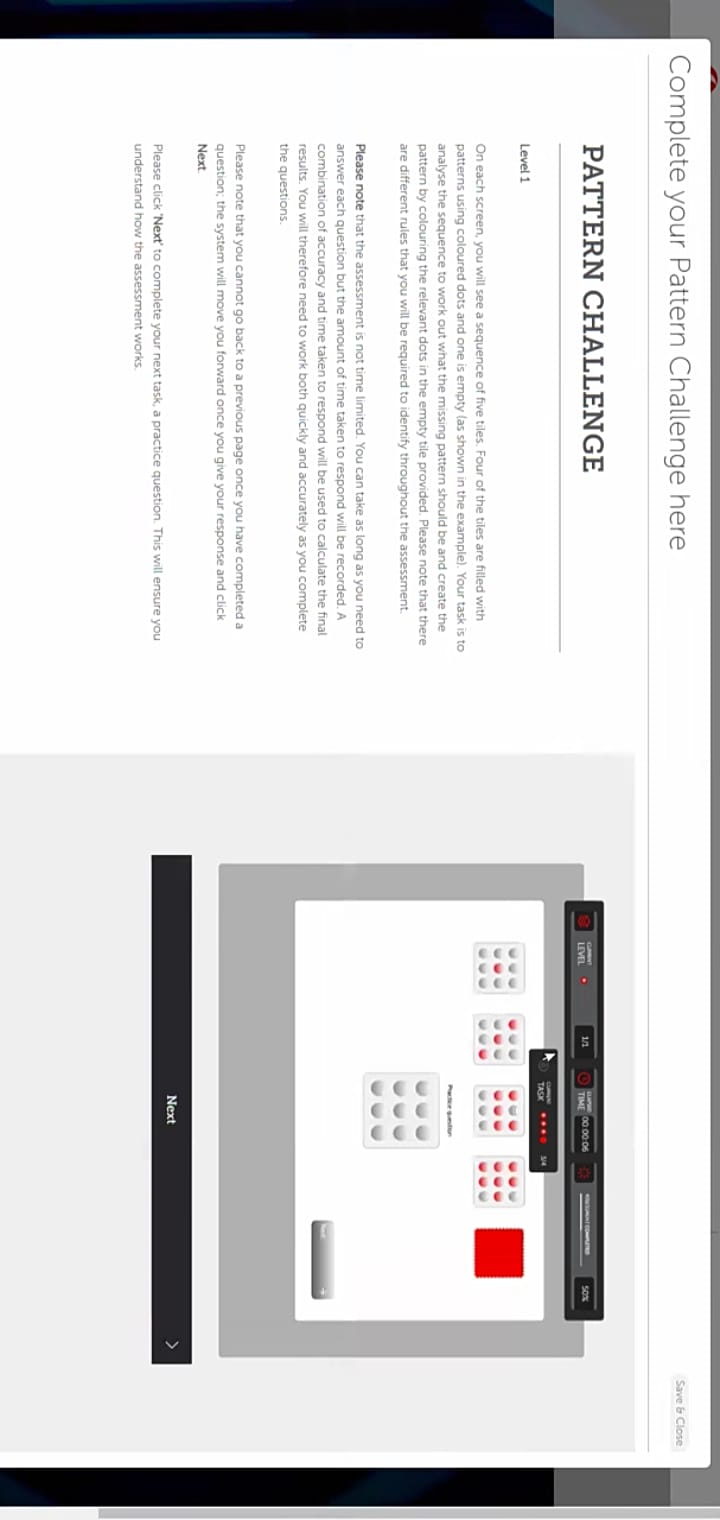 Complete your Pattern Challenge here
Save & Close
PATTERN CHALLENGE
Level 1
On each screen, you will see a sequence of five tiles. Four of the tiles are filled with
patterns using coloured dots and one is empty (as shown in the example). Your task is to
analyse the sequence to work out what the missing pattern should be and create the
pattern by colouring the relevant dots in the empty tile provided. Please note that there
are different rules that you will be required to identify throughout the assessment.
Please note that the assessment is not time limited. You can take as long as you need to
answer each question but the amount of time taken to respond will be recorded. A
combination of accuracy and time taken to respond will be used to calculate the final
results. You will therefore need to work both quickly and accurately as you complete
the questions.
Please note that you cannot go back to a previous page once you have completed a
question; the system will move you forward once you give your response and click
Next.
Please click 'Next' to complete your next task, a practice question. This will ensure you
understand how the assessment works.
CURRENT
LEVEL
1/1
ELAPSED
TIME
00:00:06
ASSESSMENT COMPLETED
50%
CURRENT
TASK
3/4
Practice question
Next
Next